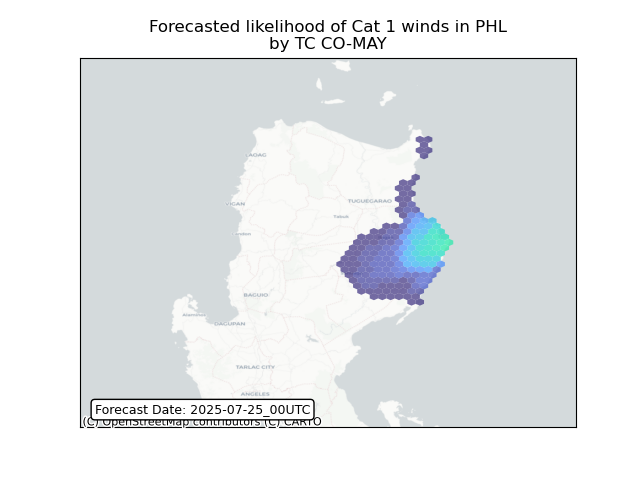 Forecasted likelihood of Cat 1 winds in PHL
by TC CO-MAY
LAOAG
TUGUEGARAO
Tabuk
BAGUIO
DAGUPAN
TARLAC CITY
ANGELES
Forecast Date: 2025-07-25_00UTC
(C) OpenStreetMap contributors (C) CARTO